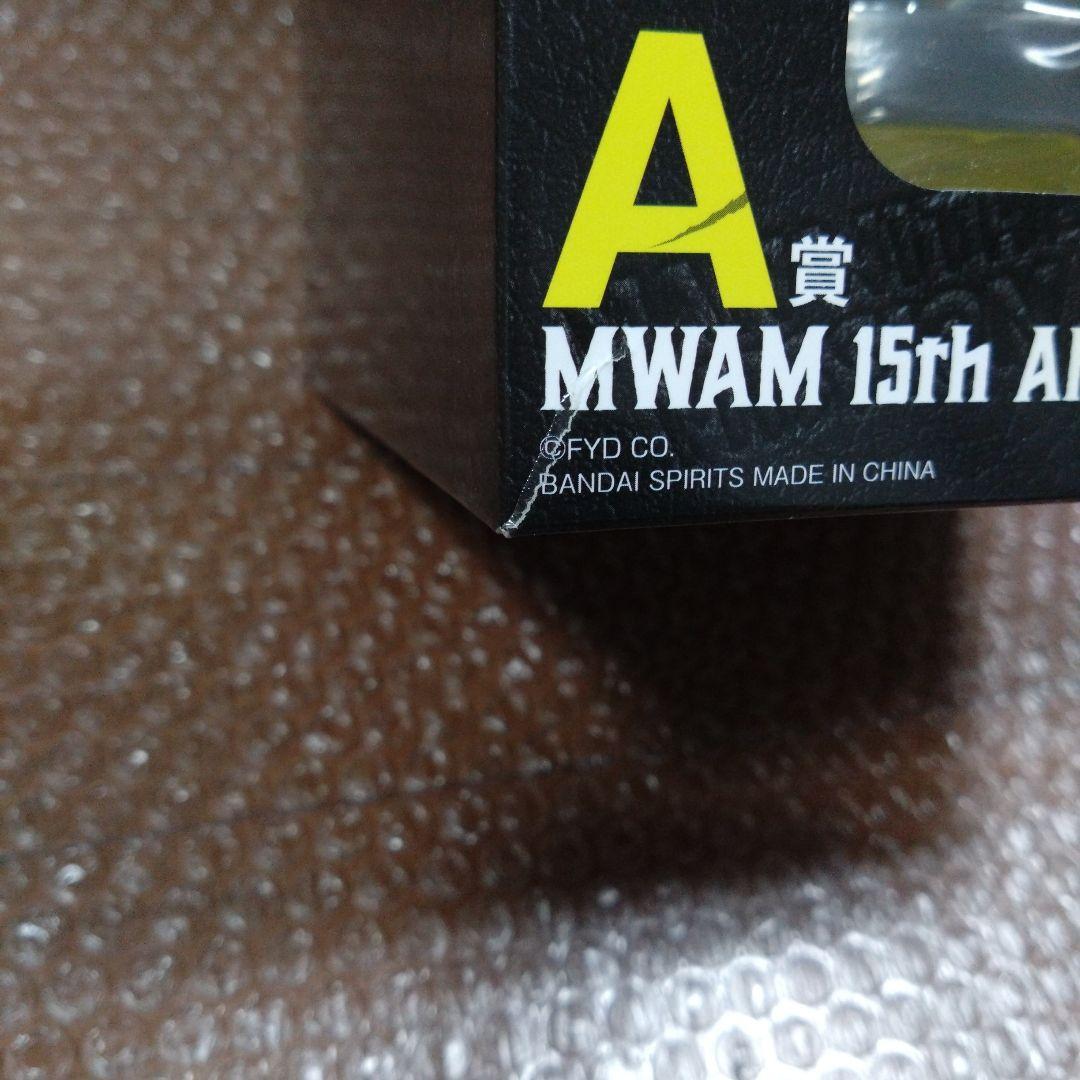 A賞
MWAM 15th
©FYD CO.
BANDAI SPIRITS MADE IN CHINA